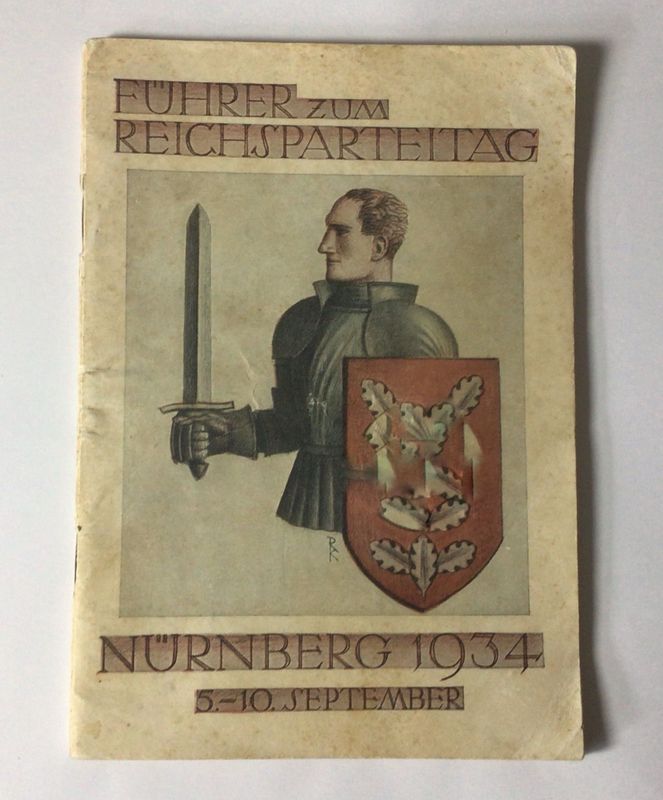 FÜHRER ZUM
REICHSPARTEITAG
NÜRNBERG 1934
5.–10. SEPTEMBER